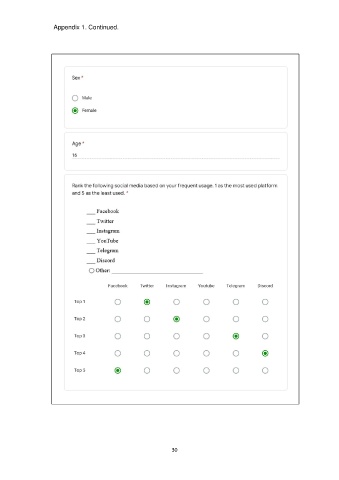 Appendix 1. Continued.
Sex *
Male
Female
Age *
16
Rank the following social media based on your frequent usage. 1 as the most used platform
and 5 as the least used. *
___ Facebook
___ Twitter
___ Instagram
___ YouTube
___ Telegram
___ Discord
Other: ____________________
Facebook Twitter Instagram Youtube Telegram Discord
Top 1
Top 2
Top 3
Top 4
Top 5
30